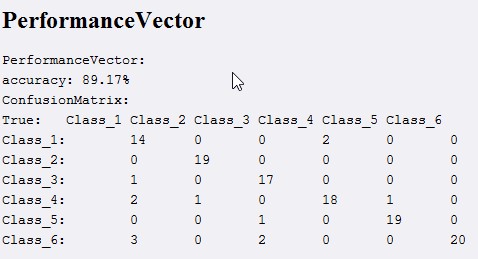 PerformanceVector
PerformanceVector:
accuracy: 89.17%
ConfusionMatrix:
True: Class_1 Class_2 Class_3 Class_4 Class_5 Class_6
Class_1: 14 0 0 2 0 0
Class_2: 0 19 0 0 0 0
Class_3: 1 0 17 0 0 0
Class_4: 2 1 0 18 1 0
Class_5: 0 0 1 0 19 0
Class_6: 3 0 2 0 0 20